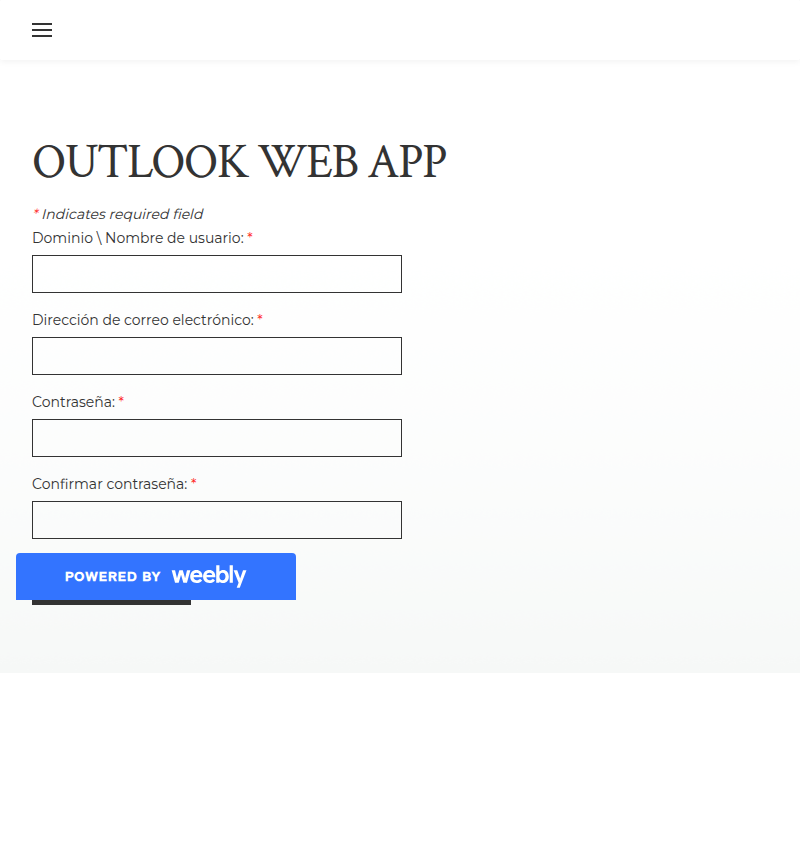 OUTLOOK WEB APP
* Indicates required field
Dominio \ Nombre de usuario: *
Dirección de correo electrónico: *
Contraseña: *
Confirmar contraseña: *
POWERED BY weebly